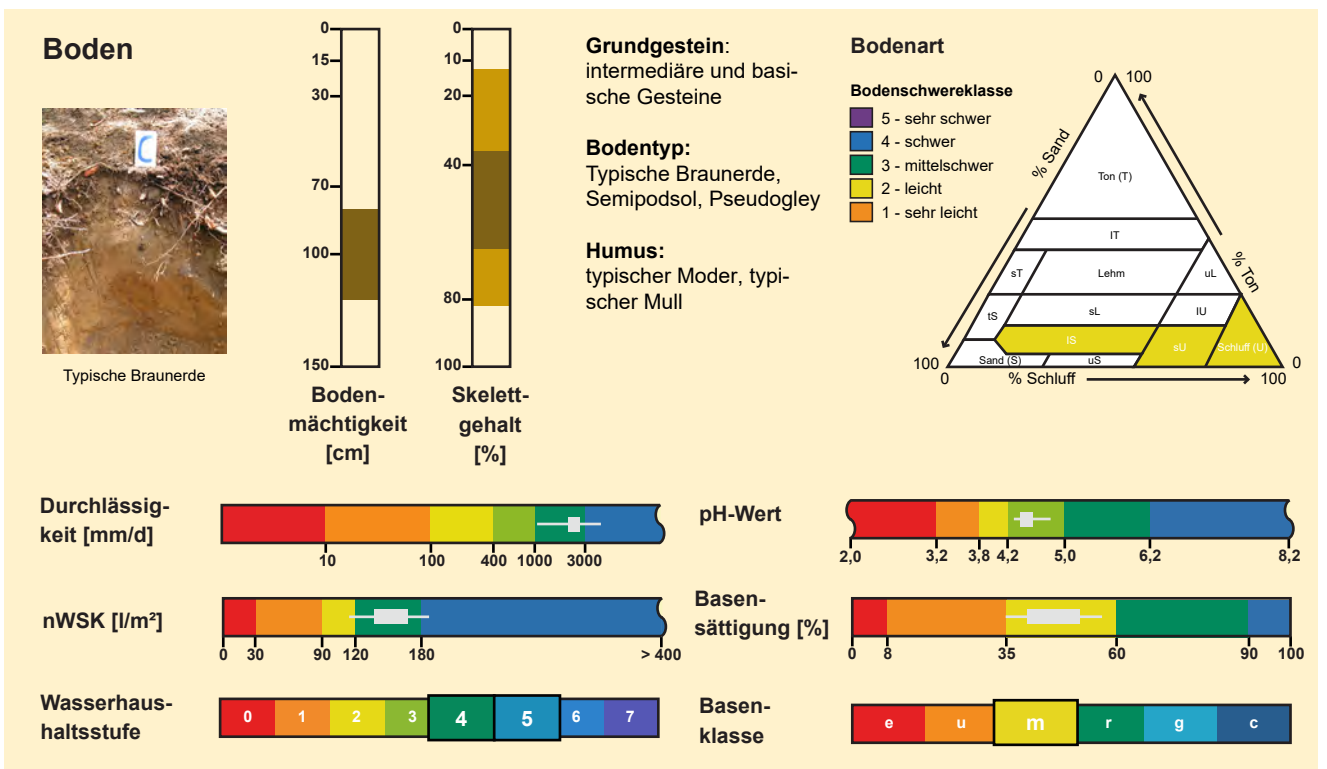 Boden
C
Typische Braunerde
0
15
30
70
100
150
Boden-
mächtigkeit
[cm]
0
10
20
40
80
100
Skelett-
gehalt
[%]
Grundgestein:
intermediäre und basi-
sche Gesteine
Bodentyp:
Typische Braunerde,
Semipodsol, Pseudogley
Humus:
typischer Moder, typi-
scher Mull
Bodenart
Bodenschwereklasse
5 - sehr schwer
4 - schwer
3 - mittelschwer
2 - leicht
1 - sehr leicht
0 100
% Sand
Ton (T)
lT
% Ton
sT Lehm uL
tS sL lU
lS sU Schluff (U)
Sand (S) uS
100 0
0 % Schluff 100
Durchlässig-
keit [mm/d]
10 100 400 1000 3000
pH-Wert
2,0 3,2 3,8 4,2 5,0 6,2 8,2
nWSK [l/m²]
0 30 90 120 180 > 400
Basen-
sättigung [%]
0 8 35 60 90 100
Wasserhaus-
haltsstufe
0 1 2 3 4 5 6 7
Basen-
klasse
e u m r g c